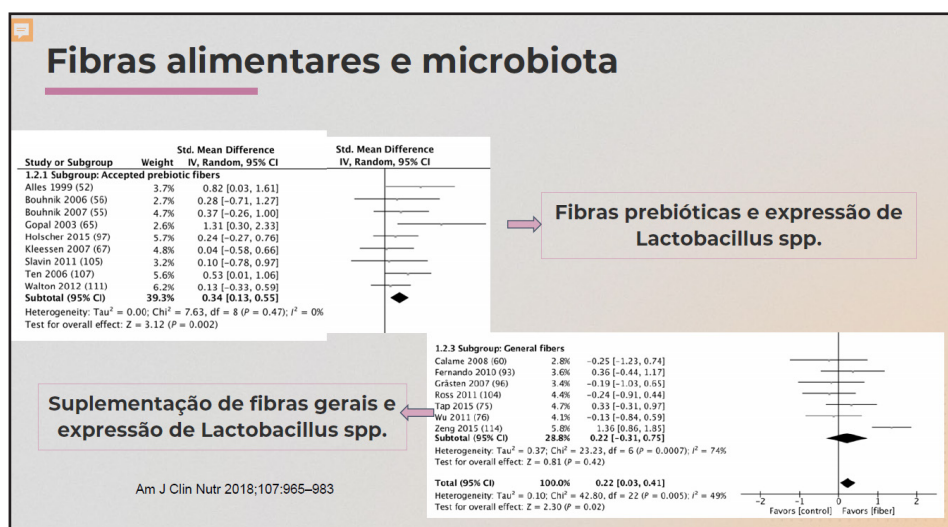 Fibras alimentares e microbiota
Std. Mean Difference
Std. Mean Difference
Study or Subgroup Weight IV, Random, 95% CI
IV, Random, 95% CI
1.2.1 Subgroup: Accepted prebiotic fibers
Alles 1999 (52) 3.7% 0.82 [0.03, 1.61]
Bouhnik 2006 (56) 2.7% 0.28 [-0.71, 1.27]
Bouhnik 2007 (55) 4.7% 0.37 [-0.26, 1.00]
Gopal 2003 (65) 2.6% 1.31 [0.30, 2.33]
Holscher 2015 (97) 5.7% 0.24 [-0.27, 0.76]
Kleessen 2007 (67) 4.8% 0.04 [-0.58, 0.66]
Slavin 2011 (105) 3.2% 0.10 [-0.78, 0.97]
Ten 2006 (107) 5.6% 0.53 [0.01, 1.06]
Walton 2012 (111) 6.2% 0.13 [-0.33, 0.59]
Subtotal (95% CI) 39.3% 0.34 [0.13, 0.55]
Heterogeneity: Tau² = 0.00; Chi² = 7.63, df = 8 (P = 0.47); I² = 0%
Test for overall effect: Z = 3.12 (P = 0.002)
Fibras prebióticas e expressão de
Lactobacillus spp.
1.2.3 Subgroup: General fibers
Calame 2008 (60) 2.8% -0.25 [-1.23, 0.74]
Fernando 2010 (93) 3.6% 0.36 [-0.44, 1.17]
Gråsten 2007 (96) 3.4% -0.19 [-1.03, 0.65]
Ross 2011 (104) 4.4% -0.24 [-0.91, 0.44]
Tap 2015 (75) 4.7% 0.33 [-0.31, 0.97]
Wu 2011 (76) 4.0% -0.13 [-0.84, 0.59]
Zeng 2015 (114) 5.8% 1.36 [0.86, 1.85]
Subtotal (95% CI) 28.8% 0.22 [-0.31, 0.75]
Heterogeneity: Tau² = 0.37; Chi² = 23.23, df = 6 (P = 0.0007); I² = 74%
Test for overall effect: Z = 0.81 (P = 0.42)
Total (95% CI) 100.0% 0.22 [0.03, 0.41]
Heterogeneity: Tau² = 0.10; Chi² = 42.80, df = 22 (P = 0.005); I² = 49%
Test for overall effect: Z = 2.30 (P = 0.02)
-2 -1 0 1 2
Favors [control] Favors [fiber]
Suplementação de fibras gerais e
expressão de Lactobacillus spp.
Am J Clin Nutr 2018;107:965–983